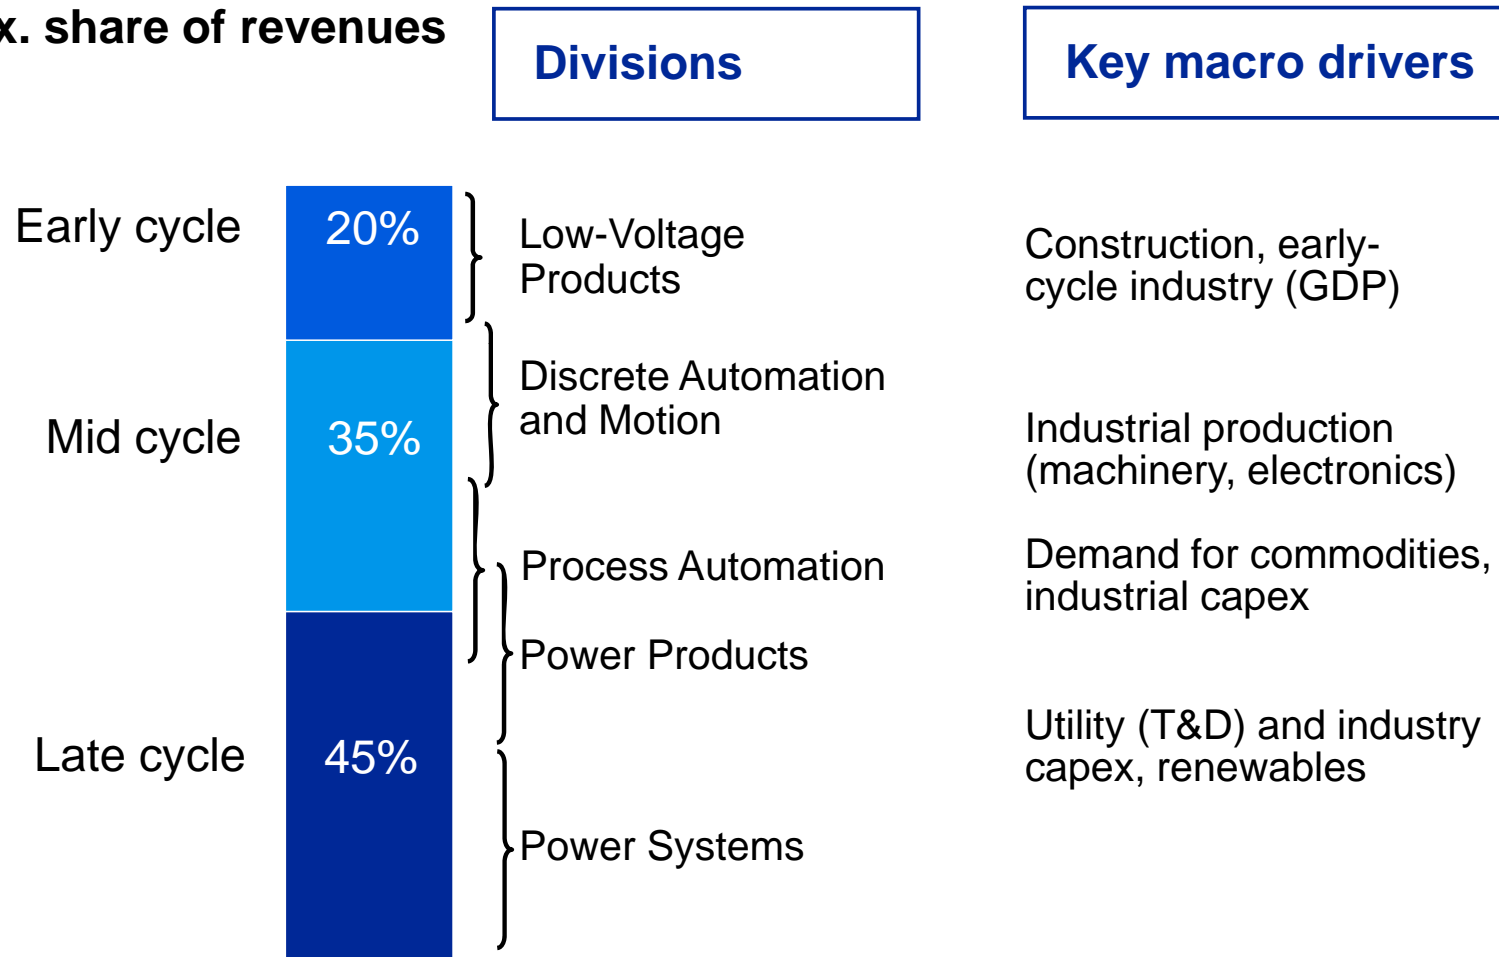 x. share of revenues
Divisions
Key macro drivers
Early cycle
20%
Low-Voltage
Products
Construction, early-
cycle industry (GDP)
Mid cycle
35%
Discrete Automation
and Motion
Industrial production
(machinery, electronics)
Process Automation
Demand for commodities,
industrial capex
Power Products
Late cycle
45%
Utility (T&D) and industry
capex, renewables
Power Systems